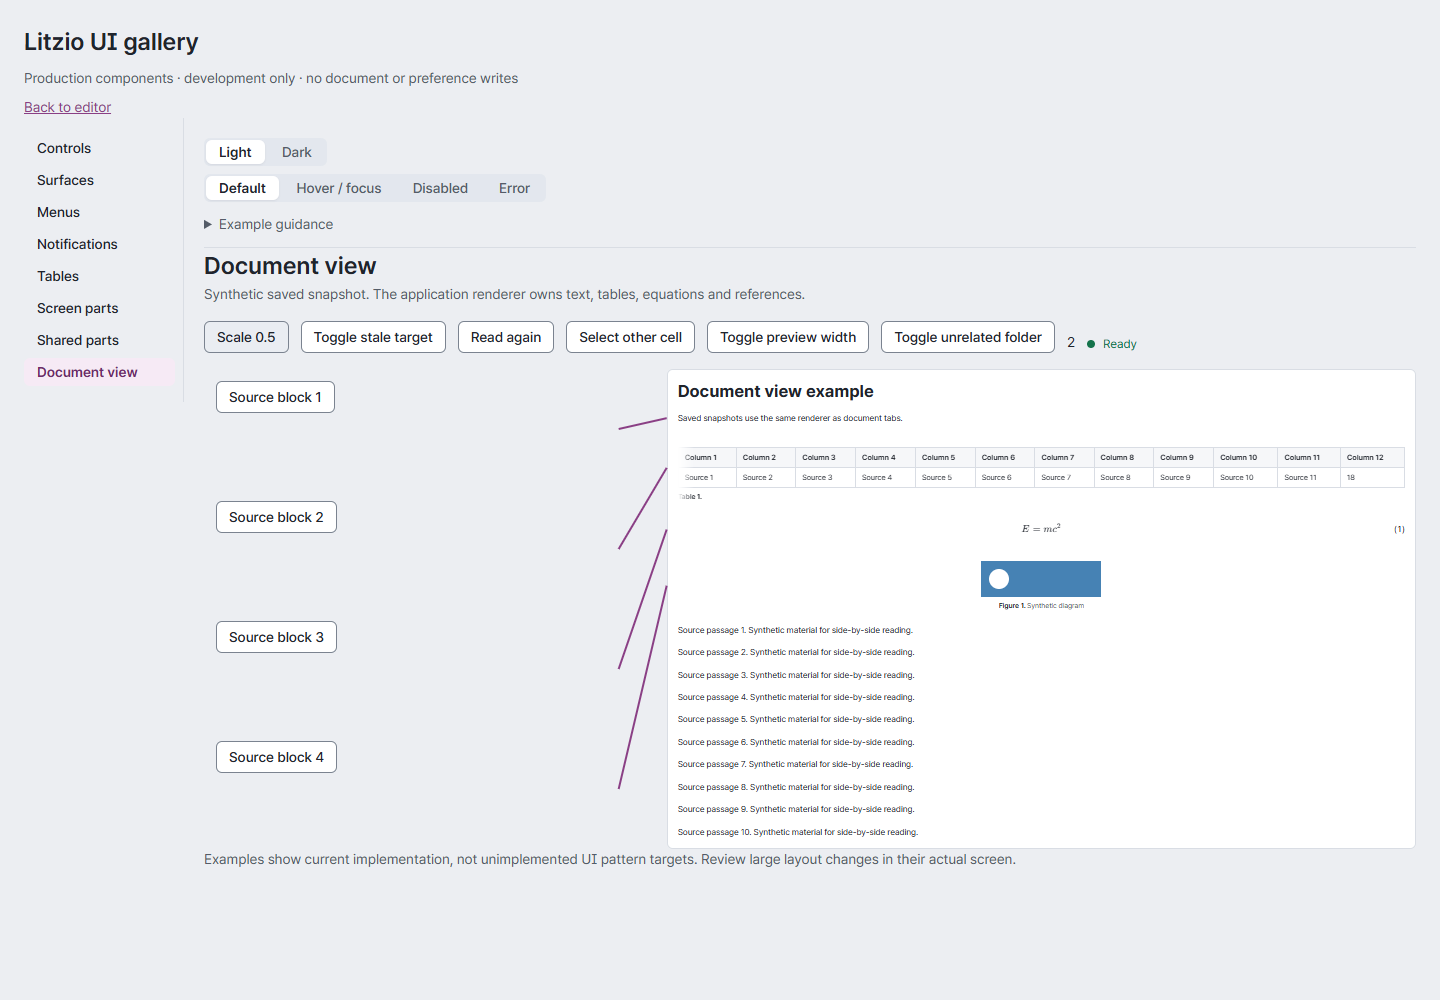 Litzio UI gallery
Production components · development only · no document or preference writes
Back to editor
Controls
Surfaces
Menus
Notifications
Tables
Screen parts
Shared parts
Document view
Light Dark
Default Hover / focus Disabled Error
Example guidance
Document view
Synthetic saved snapshot. The application renderer owns text, tables, equations and references.
Scale 0.5 Toggle stale target Read again Select other cell Toggle preview width Toggle unrelated folder 2 Ready
Source block 1
Source block 2
Source block 3
Source block 4
Document view example
Saved snapshots use the same renderer as document tabs.
Column 1 Column 2 Column 3 Column 4 Column 5 Column 6 Column 7 Column 8 Column 9 Column 10 Column 11 Column 12
Source 1 Source 2 Source 3 Source 4 Source 5 Source 6 Source 7 Source 8 Source 9 Source 10 Source 11 18
Table 1.
E = mc² (1)
Figure 1. Synthetic diagram
Source passage 1. Synthetic material for side-by-side reading.
Source passage 2. Synthetic material for side-by-side reading.
Source passage 3. Synthetic material for side-by-side reading.
Source passage 4. Synthetic material for side-by-side reading.
Source passage 5. Synthetic material for side-by-side reading.
Source passage 6. Synthetic material for side-by-side reading.
Source passage 7. Synthetic material for side-by-side reading.
Source passage 8. Synthetic material for side-by-side reading.
Source passage 9. Synthetic material for side-by-side reading.
Source passage 10. Synthetic material for side-by-side reading.
Examples show current implementation, not unimplemented UI pattern targets. Review large layout changes in their actual screen.